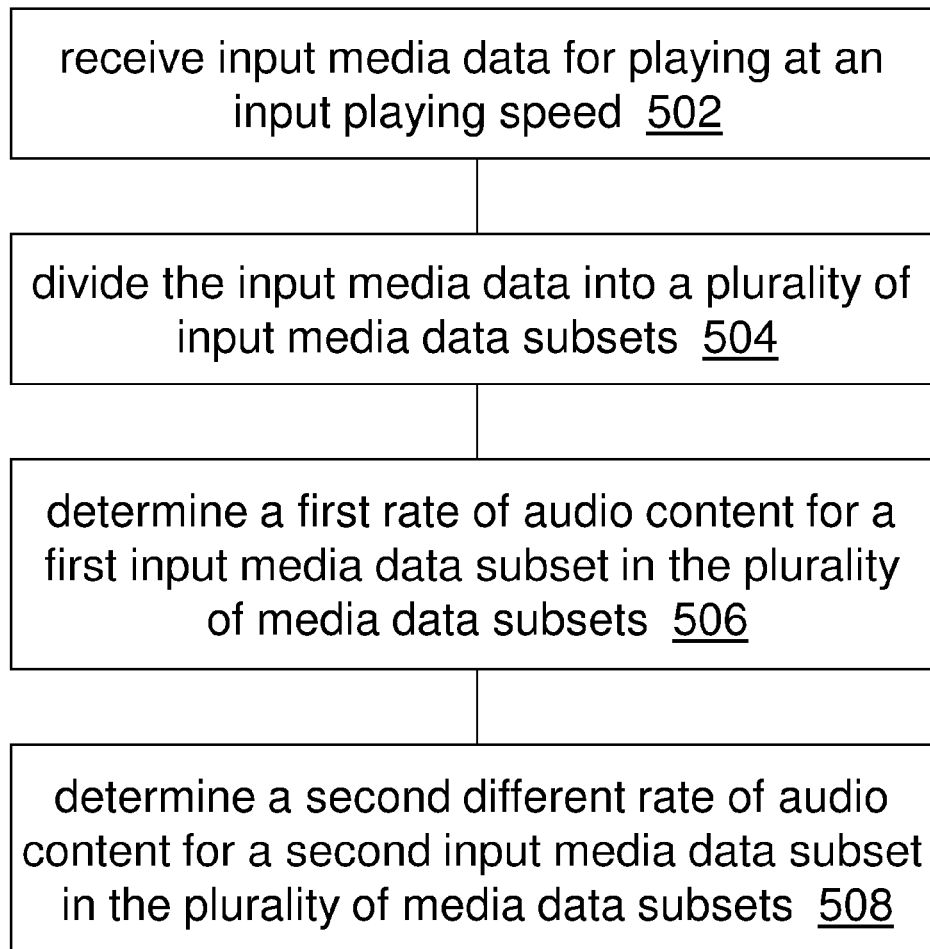 receive input media data for playing at an
input playing speed 502
divide the input media data into a plurality of
input media data subsets 504
determine a first rate of audio content for a
first input media data subset in the plurality
of media data subsets 506
determine a second different rate of audio
content for a second input media data subset
in the plurality of media data subsets 508